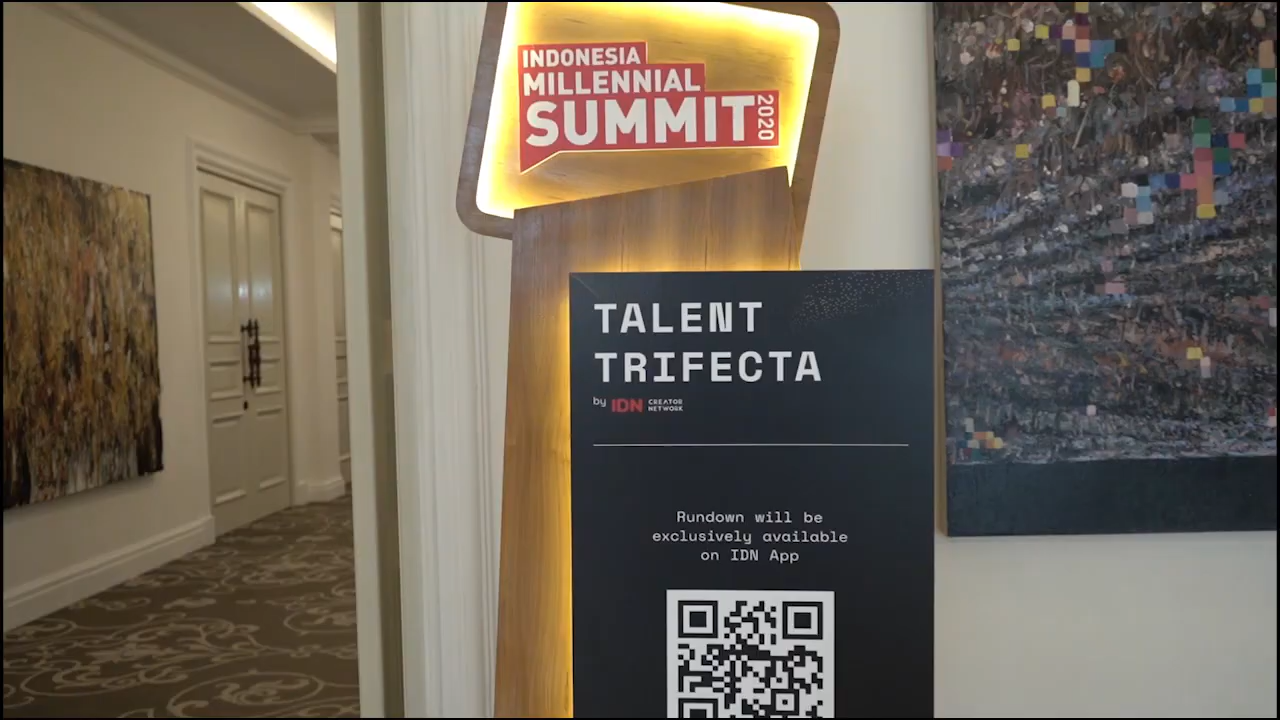 INDONESIA
MILLENNIAL
SUMMIT 2020
TALENT
TRIFECTA
by IDN CREATOR
NETWORK
Rundown will be
exclusively available
on IDN App